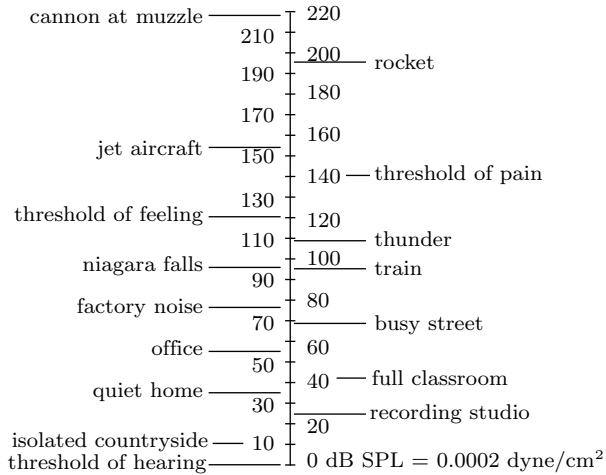 cannon at muzzle 220
210
200
rocket
190
180
170
160
jet aircraft
150
140 threshold of pain
130
threshold of feeling 120
110 thunder
niagara falls 100
train
90
factory noise 80
70 busy street
office 60
50
40 full classroom
quiet home
30 recording studio
20
isolated countryside 10
threshold of hearing 0 dB SPL = 0.0002 dyne/cm²